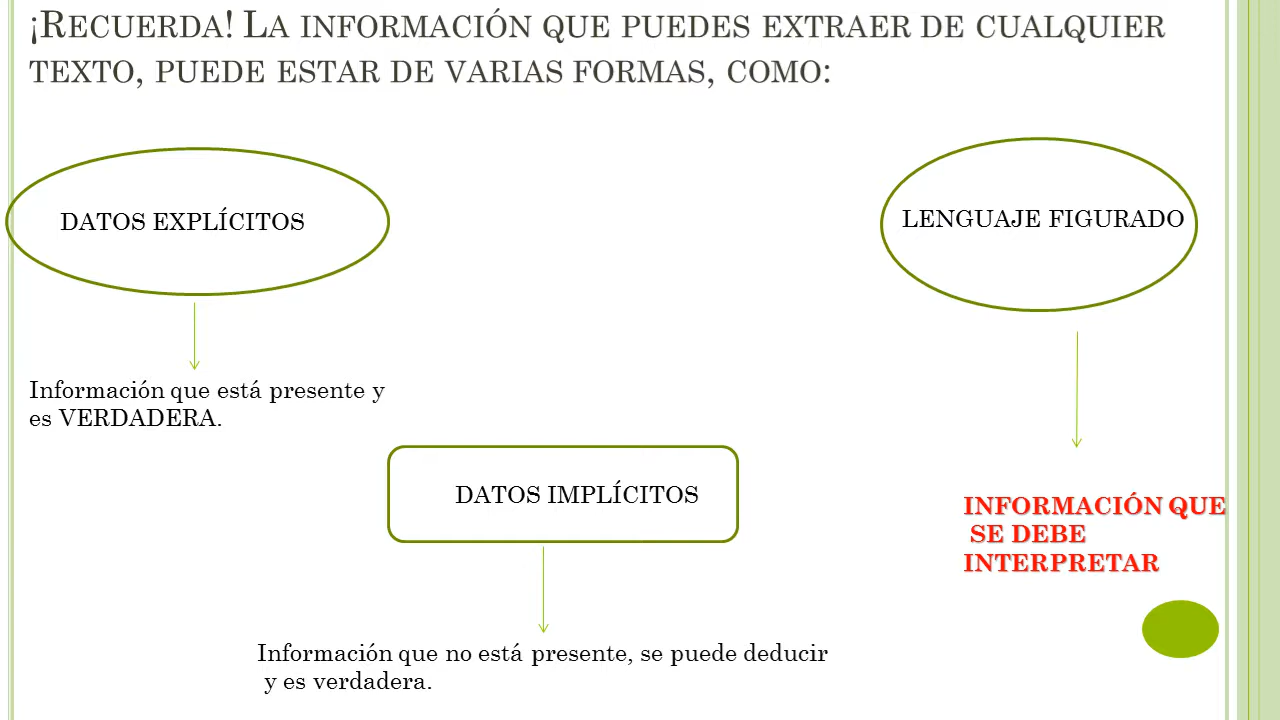 ¡RECUERDA! LA INFORMACIÓN QUE PUEDES EXTRAER DE CUALQUIER
TEXTO, PUEDE ESTAR DE VARIAS FORMAS, COMO:
DATOS EXPLÍCITOS
LENGUAJE FIGURADO
Información que está presente y
es VERDADERA.
DATOS IMPLÍCITOS
INFORMACIÓN QUE
SE DEBE
INTERPRETAR
Información que no está presente, se puede deducir
y es verdadera.